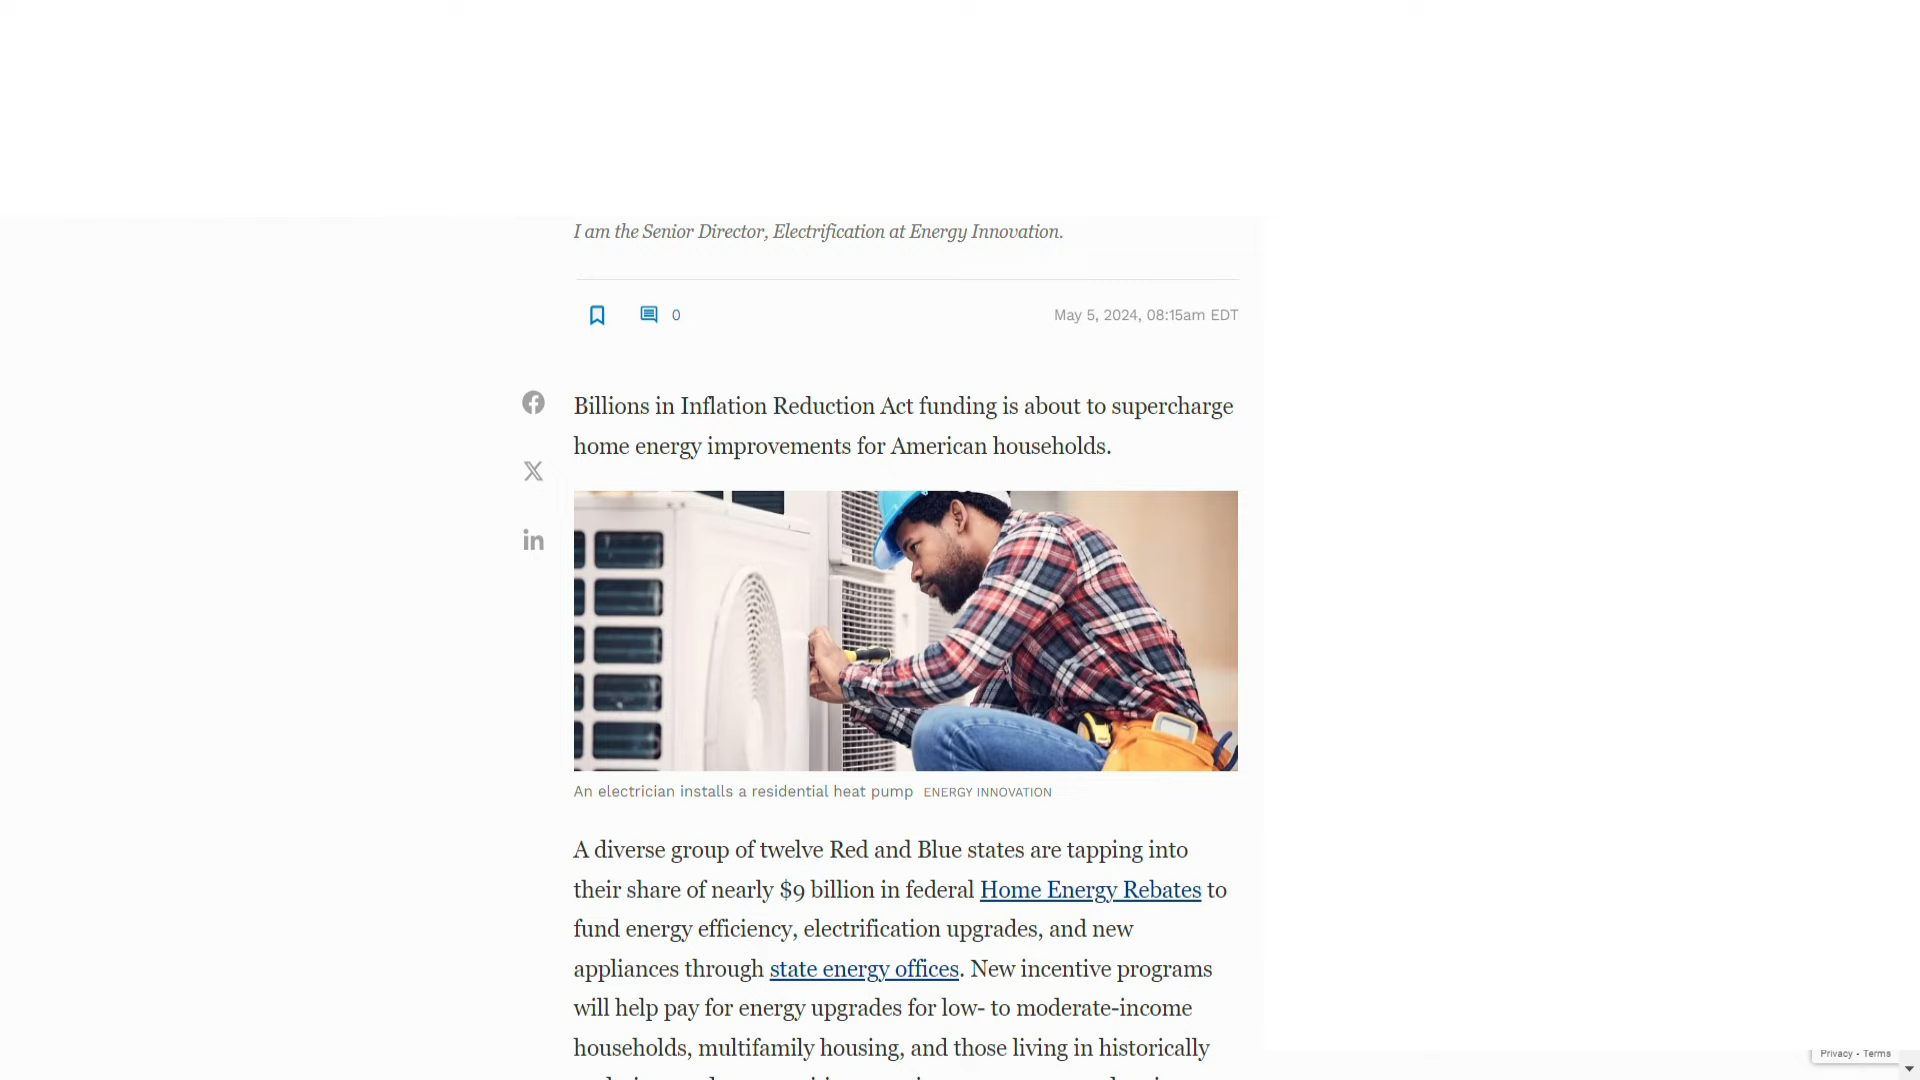 I am the Senior Director, Electrification at Energy Innovation.
0
May 5, 2024, 08:15am EDT
Billions in Inflation Reduction Act funding is about to supercharge
home energy improvements for American households.
An electrician installs a residential heat pump ENERGY INNOVATION
A diverse group of twelve Red and Blue states are tapping into
their share of nearly $9 billion in federal Home Energy Rebates to
fund energy efficiency, electrification upgrades, and new
appliances through state energy offices. New incentive programs
will help pay for energy upgrades for low- to moderate-income
households, multifamily housing, and those living in historically
Privacy - Terms